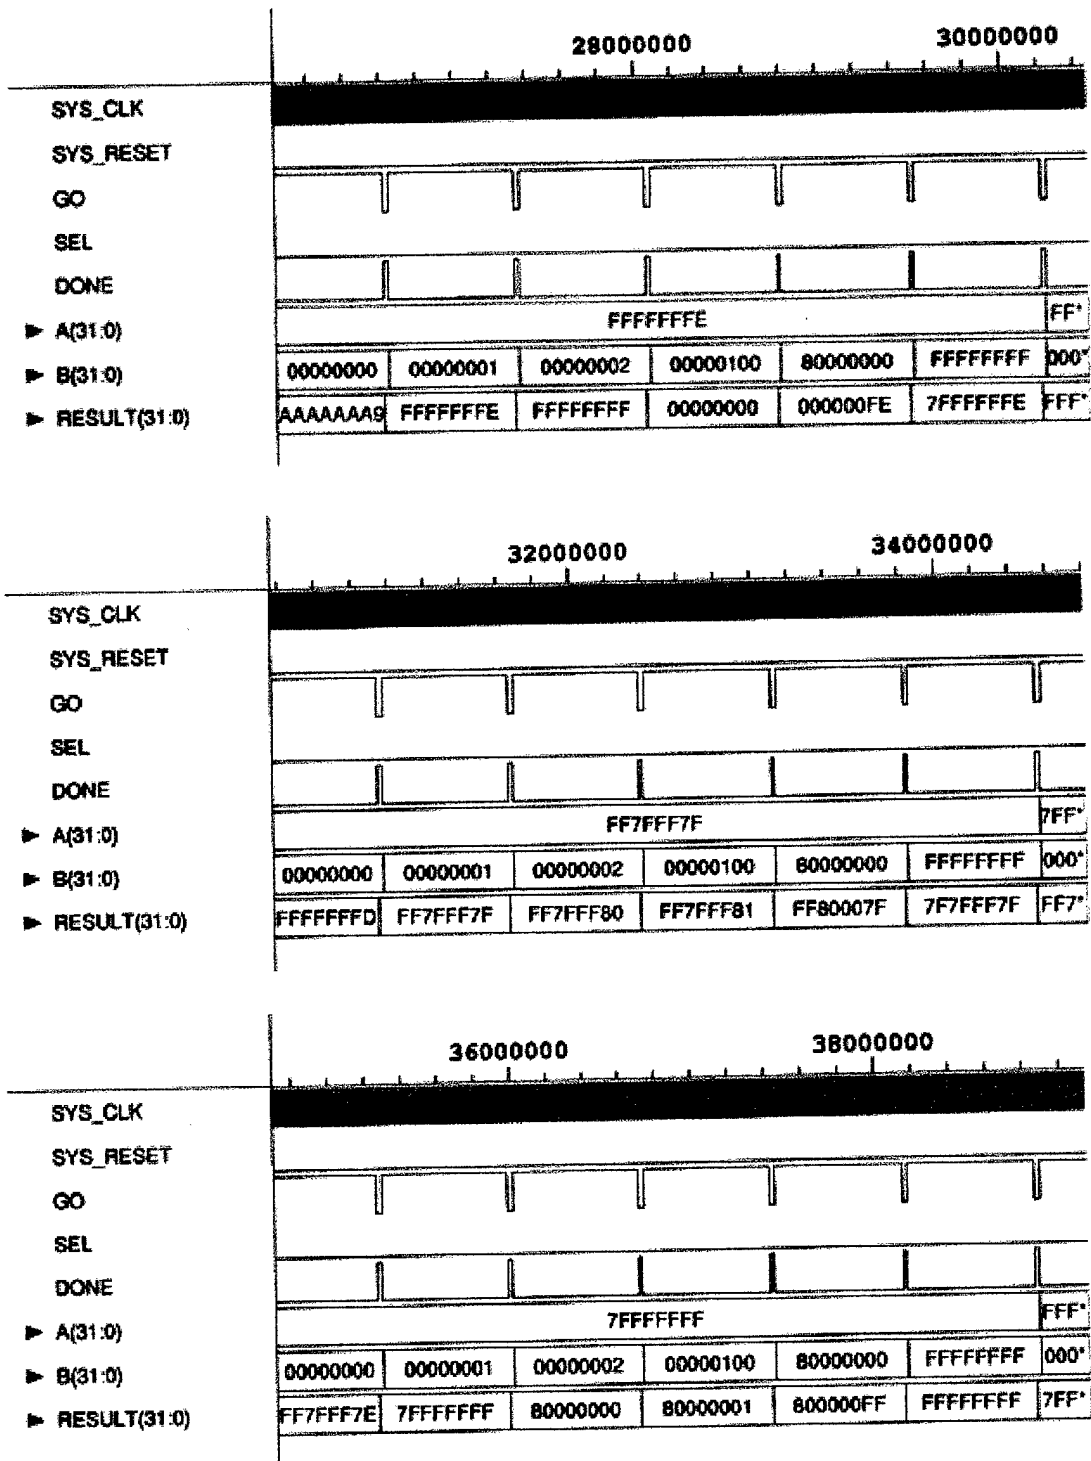 28000000 30000000
SYS_CLK
SYS_RESET
GO
SEL
DONE
A(31:0) FFFFFFFE FF*
B(31:0) 00000000 00000001 00000002 00000100 80000000 FFFFFFFF 000*
RESULT(31:0) AAAAAAA9 FFFFFFFE FFFFFFFF 00000000 000000FE 7FFFFFFE FFF*
32000000 34000000
SYS_CLK
SYS_RESET
GO
SEL
DONE
A(31:0) FF7FFF7F 7FF*
B(31:0) 00000000 00000001 00000002 00000100 80000000 FFFFFFFF 000*
RESULT(31:0) FFFFFFFD FF7FFF7F FF7FFF80 FF7FFF81 FF80007F 7F7FFF7F FF7*
36000000 38000000
SYS_CLK
SYS_RESET
GO
SEL
DONE
A(31:0) 7FFFFFFF FFF*
B(31:0) 00000000 00000001 00000002 00000100 80000000 FFFFFFFF 000*
RESULT(31:0) FF7FFF7E 7FFFFFFF 80000000 80000001 800000FF FFFFFFFF 7FF*